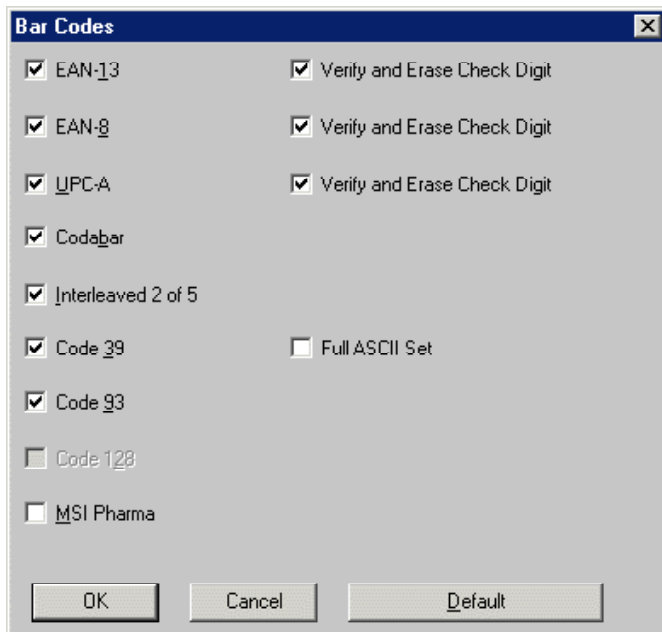 Bar Codes
EAN-13 Verify and Erase Check Digit
EAN-8 Verify and Erase Check Digit
UPC-A Verify and Erase Check Digit
Codabar
Interleaved 2 of 5
Code 39 Full ASCII Set
Code 93
Code 128
MSI Pharma
OK Cancel Default